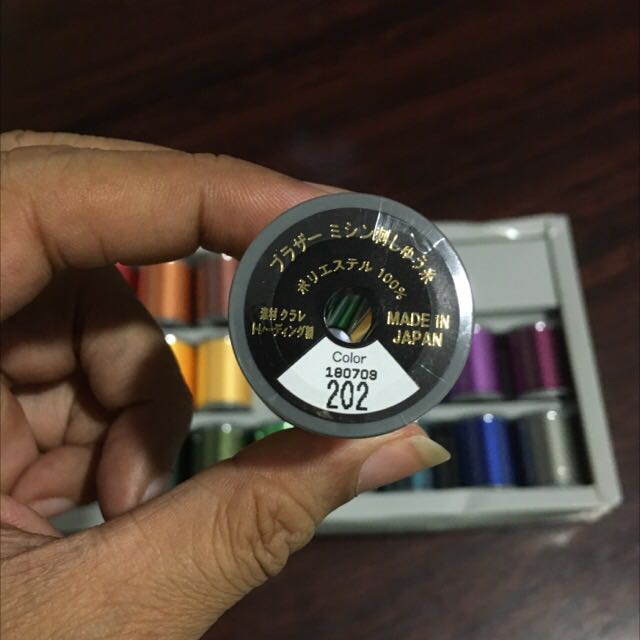 ブラザー ミシン刺しゅう糸
ポリエステル 100%
素材 クラレ
トレーディング製
MADE IN
JAPAN
Color
180709
202